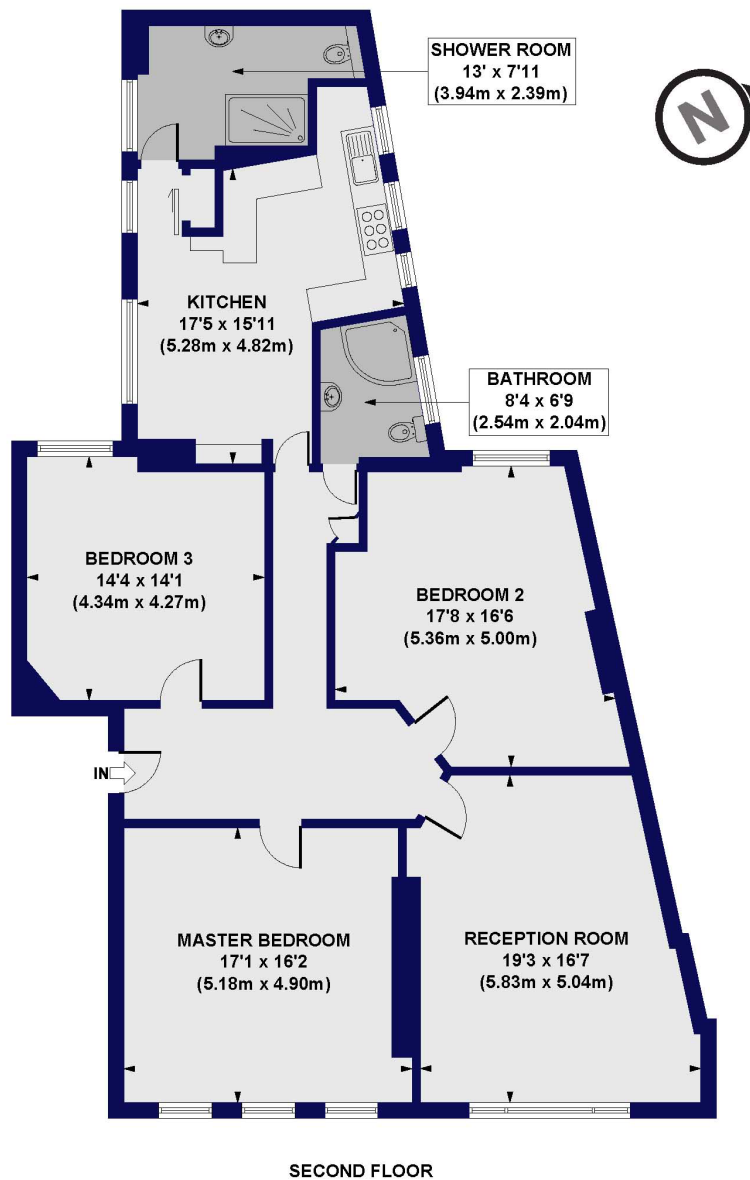 SHOWER ROOM
13' x 7'11
(3.94m x 2.39m)
N
KITCHEN
17'5 x 15'11
(5.28m x 4.82m)
BATHROOM
8'4 x 6'9
(2.54m x 2.04m)
BEDROOM 3
14'4 x 14'1
(4.34m x 4.27m)
BEDROOM 2
17'8 x 16'6
(5.36m x 5.00m)
IN
MASTER BEDROOM
17'1 x 16'2
(5.18m x 4.90m)
RECEPTION ROOM
19'3 x 16'7
(5.83m x 5.04m)
SECOND FLOOR